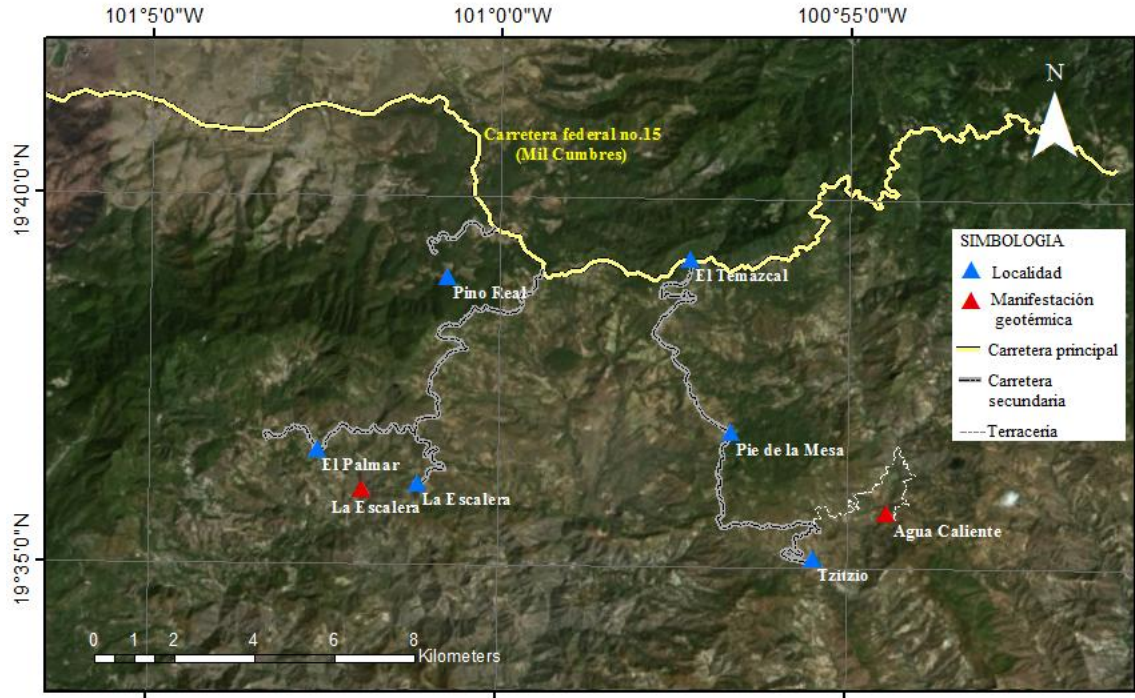 101°5'0"W
101°0'0"W
100°55'0"W
N
Carretera federal no.15
(Mil Cumbres)
19°40'0"N
SIMBOLOGIA
Localidad
Manifestación
geotérmica
Carretera principal
Carretera
secundaria
Terraceria
El Temazcal
Pino Real
Pie de la Mesa
El Palmar
La Escalera
La Escalera
Agua Caliente
19°35'0"N
Tzitzio
0 1 2 4 6 8
Kilometers